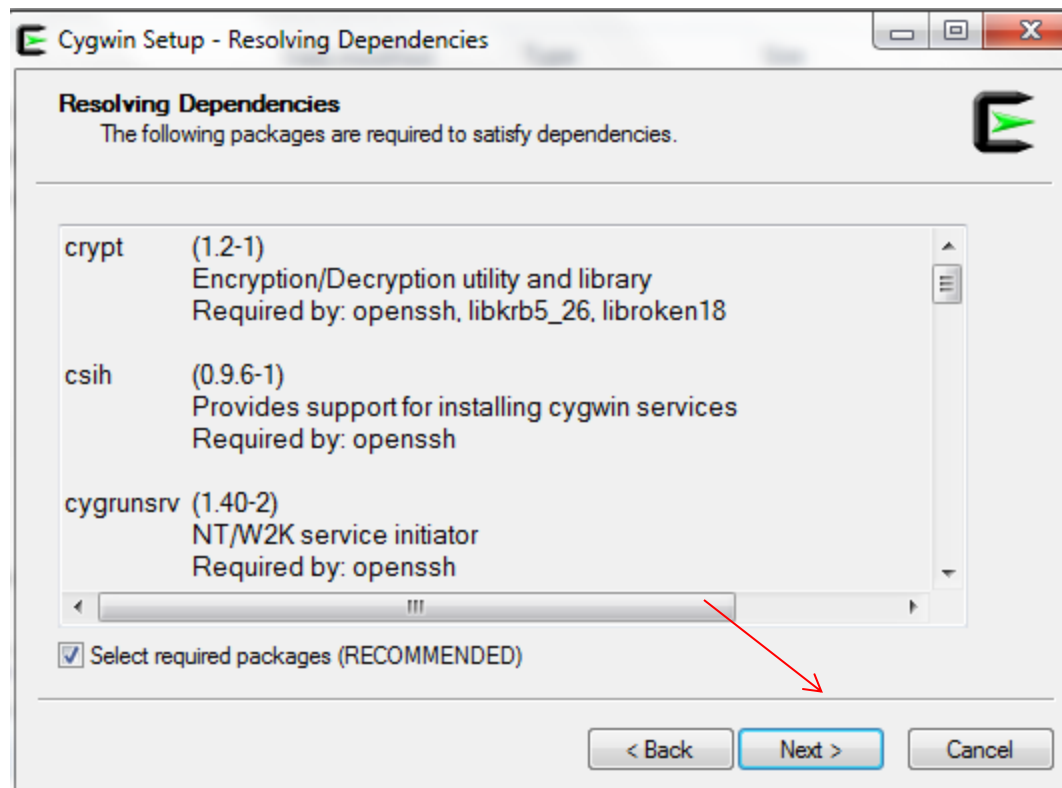 Cygwin Setup - Resolving Dependencies
Resolving Dependencies
The following packages are required to satisfy dependencies.
crypt (1.2-1)
Encryption/Decryption utility and library
Required by: openssh, libkrb5_26, libroken18
csih (0.9.6-1)
Provides support for installing cygwin services
Required by: openssh
cygrunsrv (1.40-2)
NT/W2K service initiator
Required by: openssh
Select required packages (RECOMMENDED)
< Back Next > Cancel